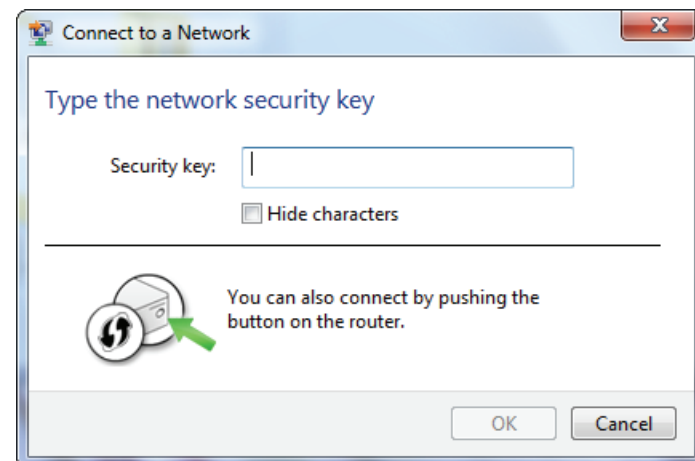 Connect to a Network
Type the network security key
Security key:
Hide characters
You can also connect by pushing the
button on the router.
OK Cancel